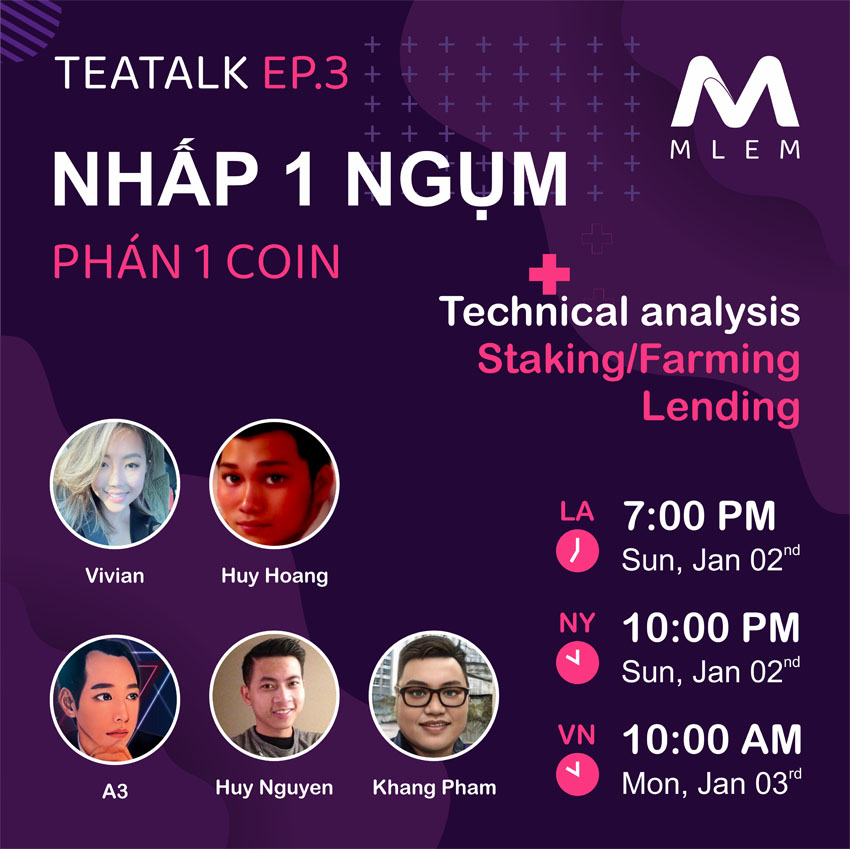 TEATALK EP.3
MLEM
NHẤP 1 NGỤM
PHÁN 1 COIN
Technical analysis
Staking/Farming
Lending
Vivian
Huy Hoang
A3
Huy Nguyen
Khang Pham
LA
7:00 PM
Sun, Jan 02nd
NY
10:00 PM
Sun, Jan 02nd
VN
10:00 AM
Mon, Jan 03rd